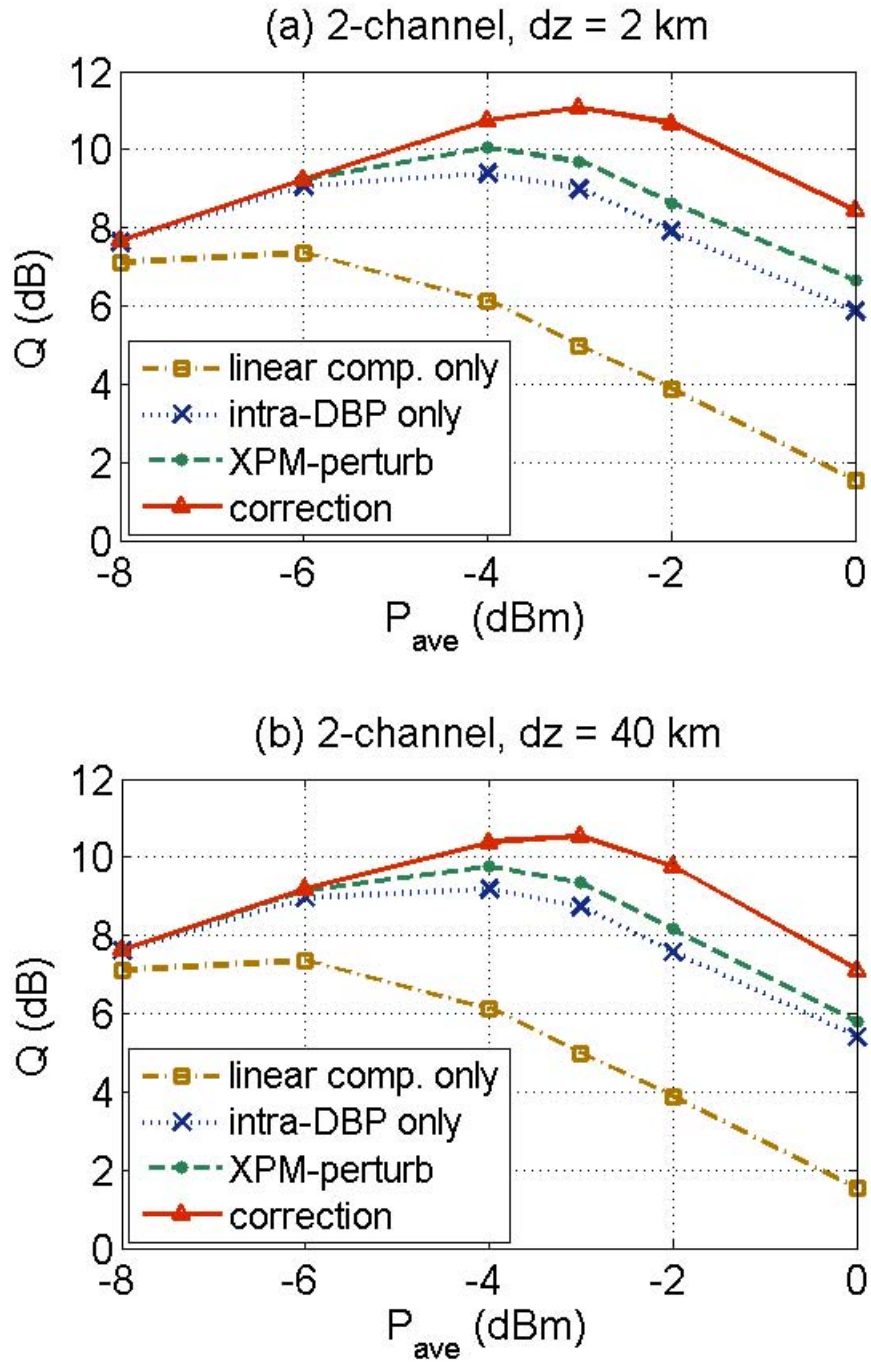 (a) 2-channel, dz = 2 km
12
10
8
6
4
2
0
Q (dB)
linear comp. only
intra-DBP only
XPM-perturb
correction
-8 -6 -4 -2 0
P_ave (dBm)
(b) 2-channel, dz = 40 km
12
10
8
6
4
2
0
Q (dB)
linear comp. only
intra-DBP only
XPM-perturb
correction
-8 -6 -4 -2 0
P_ave (dBm)